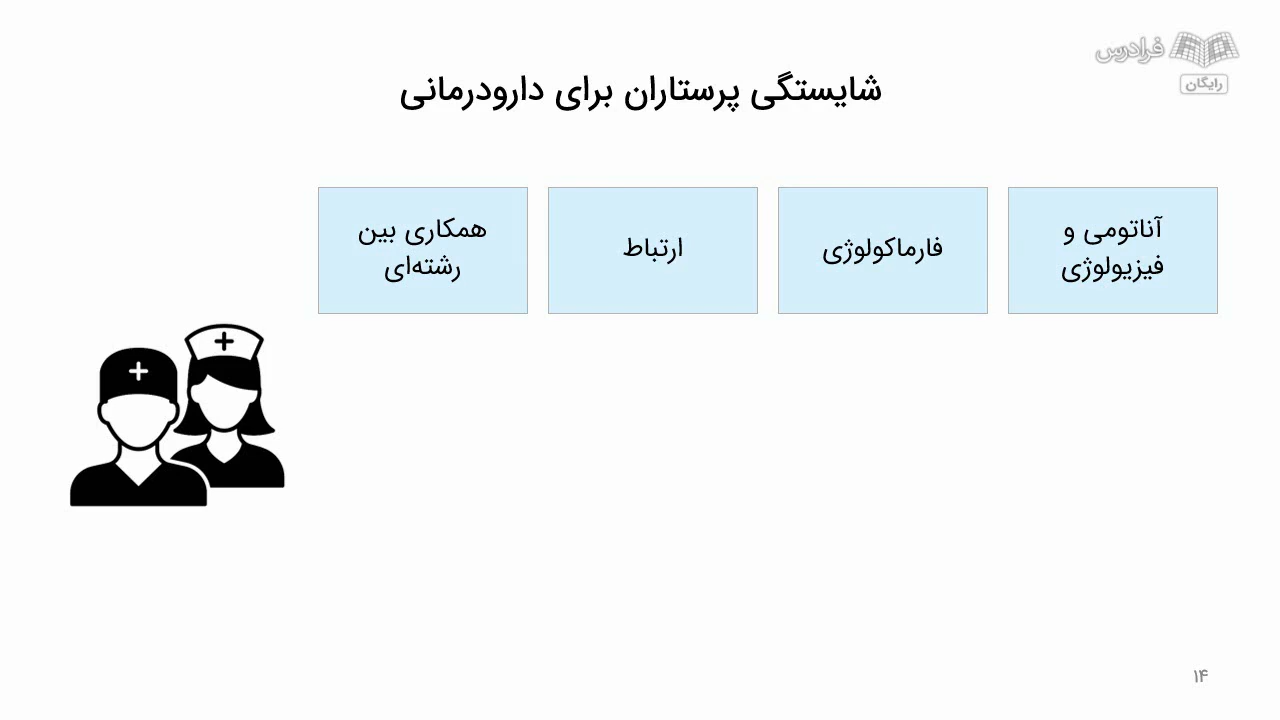 فرادرس
رایگان
شایستگی پرستاران برای دارودرمانی
آناتومی و
فیزیولوژی
فارماکولوژی
ارتباط
همکاری بین
رشته‌ای
۱۴